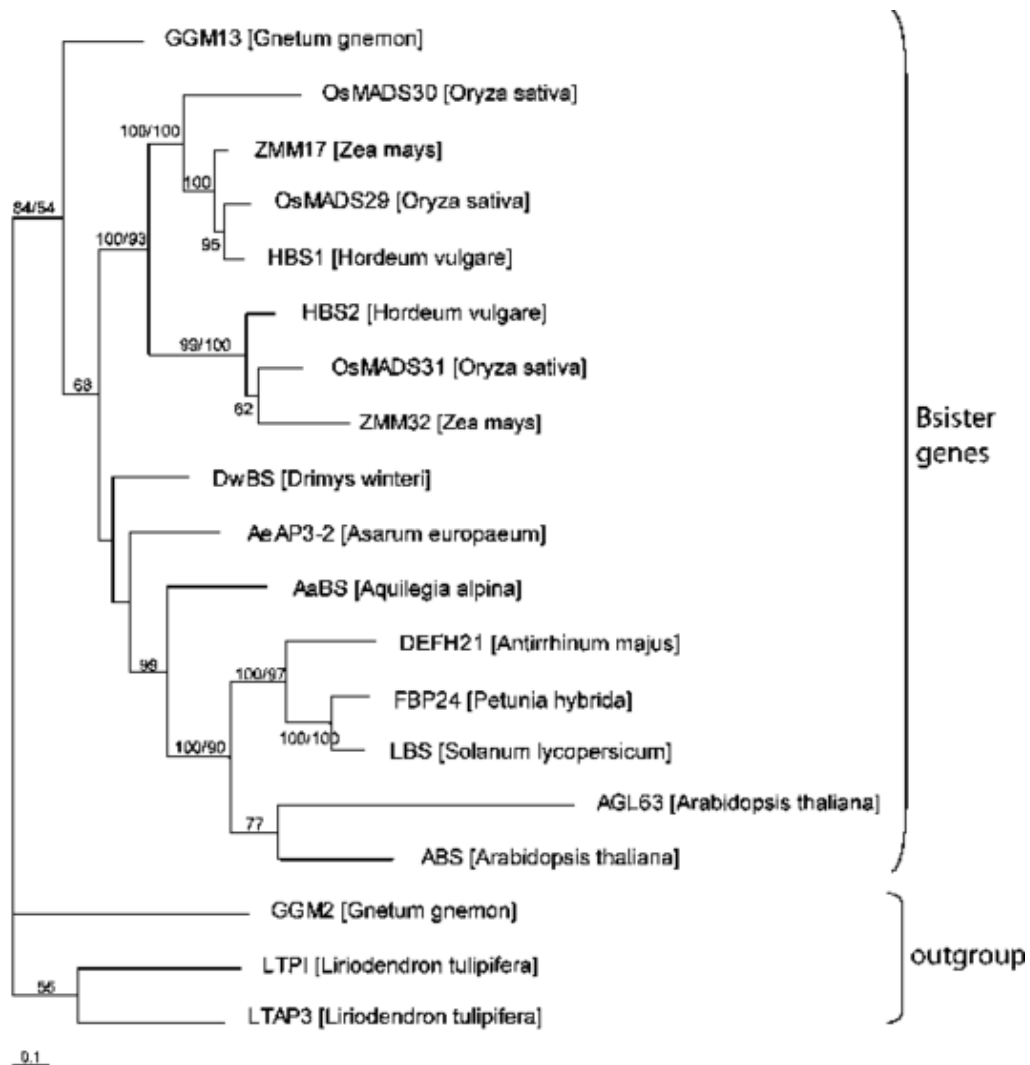 GGM13 [Gnetum gnemon]
OsMADS30 [Oryza sativa]
100/100
ZMM17 [Zea mays]
100
OsMADS29 [Oryza sativa]
84/54
100/93
95
HBS1 [Hordeum vulgare]
HBS2 [Hordeum vulgare]
99/100
OsMADS31 [Oryza sativa]
68
62
ZMM32 [Zea mays]
Bsister
genes
DwBS [Drimys winteri]
AeAP3-2 [Asarum europaeum]
AaBS [Aquilegia alpina]
DEFH21 [Antirrhinum majus]
99
100/97
FBP24 [Petunia hybrida]
100/90
100/100
LBS [Solanum lycopersicum]
AGL63 [Arabidopsis thaliana]
77
ABS [Arabidopsis thaliana]
GGM2 [Gnetum gnemon]
outgroup
LTPI [Liriodendron tulipifera]
56
LTAP3 [Liriodendron tulipifera]
0.1